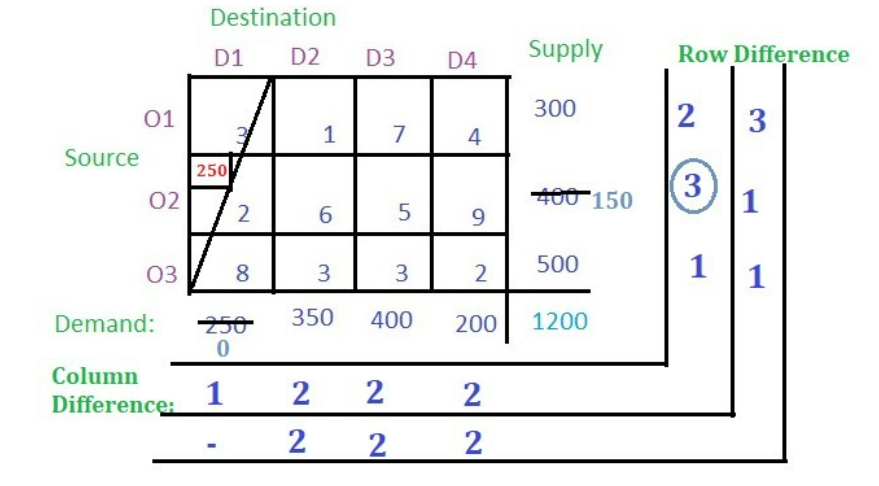 Destination
D1 D2 D3 D4 Supply Row Difference
O1 3 1 7 4 300 2 3
Source
250
O2 2 6 5 9 400 150 3 1
O3 8 3 3 2 500 1 1
Demand: 250 350 400 200 1200
0
Column
Difference: 1 2 2 2
- 2 2 2